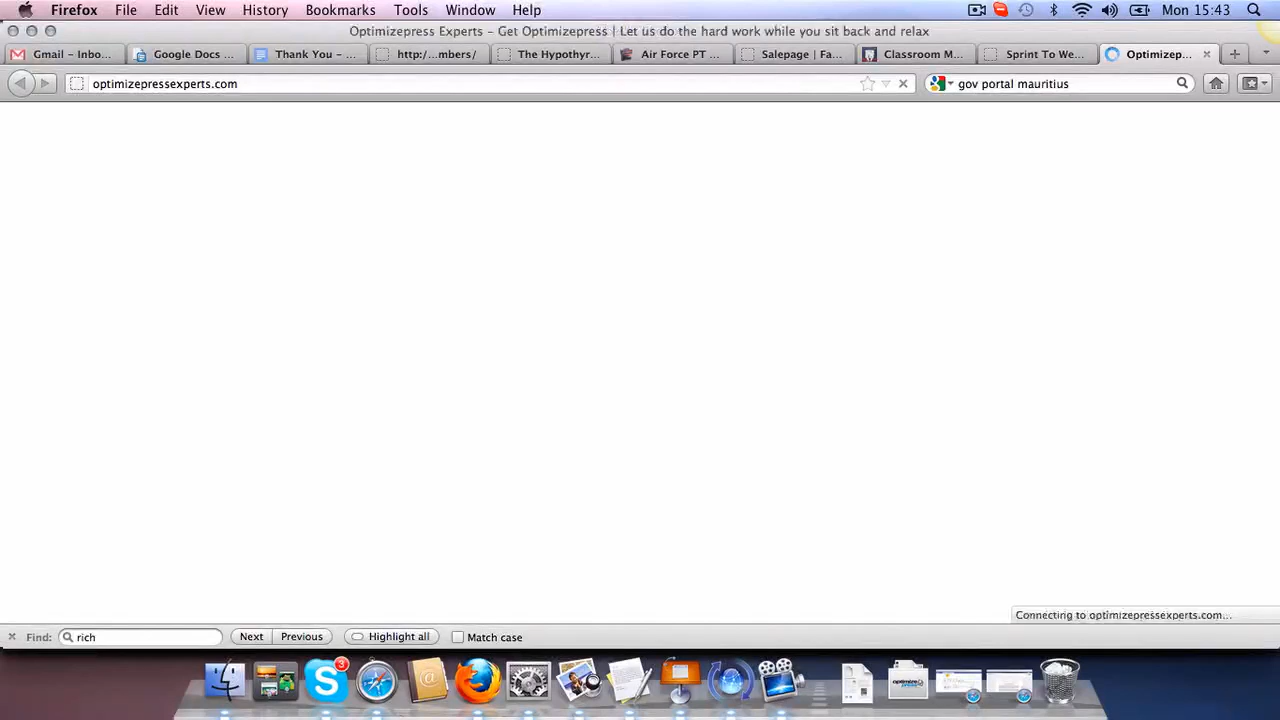 Firefox File Edit View History Bookmarks Tools Window Help Mon 15:43
Optimizepress Experts – Get Optimizepress | Let us do the hard work while you sit back and relax
Gmail – Inbo... Google Docs ... Thank You – ... http:/...mbers/ The Hypothyr... Air Force PT ... Salepage | Fa... Classroom M... Sprint To We... Optimizep...
optimizepressexperts.com gov portal mauritius
Connecting to optimizepressexperts.com...
Find: rich Next Previous Highlight all Match case
3
optimize press